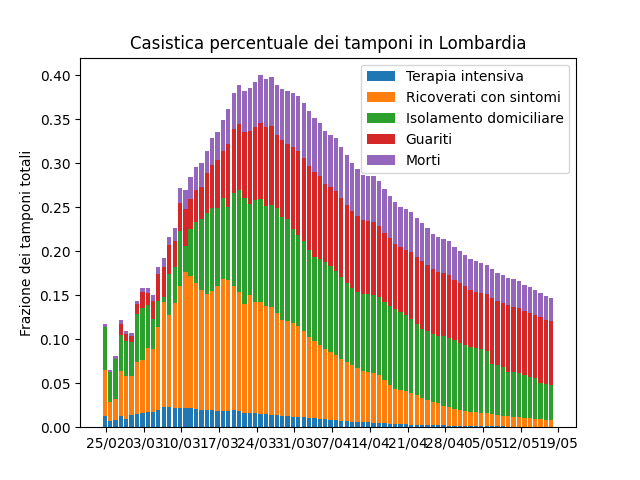 Casistica percentuale dei tamponi in Lombardia
Frazione dei tamponi totali
0.40
0.35
0.30
0.25
0.20
0.15
0.10
0.05
0.00
Terapia intensiva
Ricoverati con sintomi
Isolamento domiciliare
Guariti
Morti
25/02 03/03 10/03 17/03 24/03 31/03 07/04 14/04 21/04 28/04 05/05 12/05 19/05